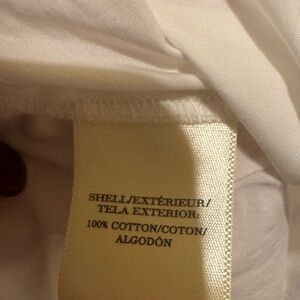 SHELL/EXTÉRIEUR/
TELA EXTERIOR:
100% COTTON/COTON/
ALGODÓN